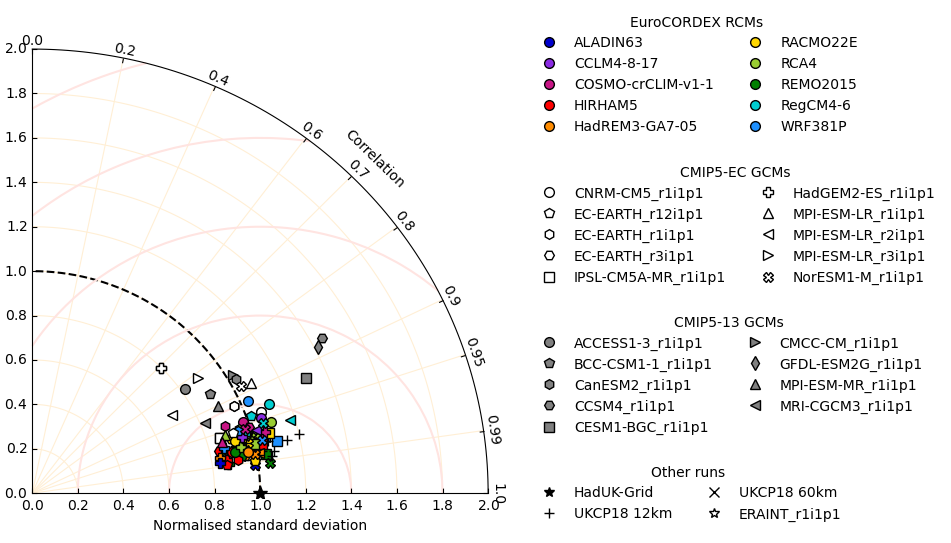 0.0
0.2
0.4
0.6
0.7
0.8
0.9
0.95
0.99
1.0
Correlation
2.0
1.8
1.6
1.4
1.2
1.0
0.8
0.6
0.4
0.2
0.0
0.0 0.2 0.4 0.6 0.8 1.0 1.2 1.4 1.6 1.8 2.0
Normalised standard deviation
EuroCORDEX RCMs
ALADIN63
CCLM4-8-17
COSMO-crCLIM-v1-1
HIRHAM5
HadREM3-GA7-05
RACMO22E
RCA4
REMO2015
RegCM4-6
WRF381P
CMIP5-EC GCMs
CNRM-CM5_r1i1p1
EC-EARTH_r12i1p1
EC-EARTH_r1i1p1
EC-EARTH_r3i1p1
IPSL-CM5A-MR_r1i1p1
HadGEM2-ES_r1i1p1
MPI-ESM-LR_r1i1p1
MPI-ESM-LR_r2i1p1
MPI-ESM-LR_r3i1p1
NorESM1-M_r1i1p1
CMIP5-13 GCMs
ACCESS1-3_r1i1p1
BCC-CSM1-1_r1i1p1
CanESM2_r1i1p1
CCSM4_r1i1p1
CESM1-BGC_r1i1p1
CMCC-CM_r1i1p1
GFDL-ESM2G_r1i1p1
MPI-ESM-MR_r1i1p1
MRI-CGCM3_r1i1p1
Other runs
HadUK-Grid
UKCP18 12km
UKCP18 60km
ERAINT_r1i1p1